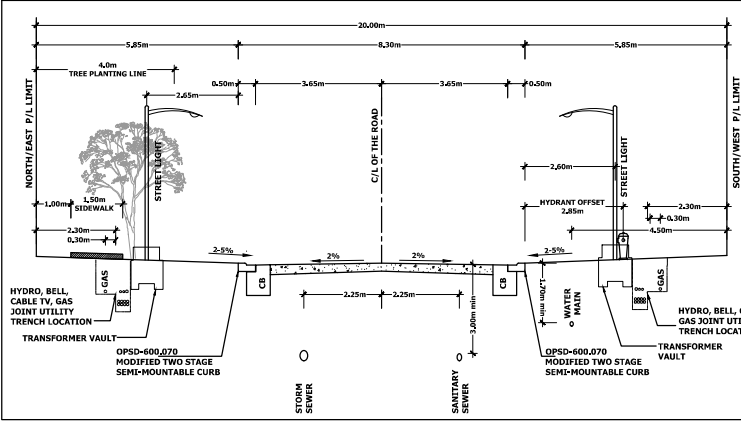 20.00m
5.85m
8.30m
5.85m
4.0m
TREE PLANTING LINE
0.50m
3.65m
3.65m
0.50m
2.65m
NORTH/EAST P/L LIMIT
STREET LIGHT
C/L OF THE ROAD
STREET LIGHT
SOUTH/WEST P/L LIMIT
2.60m
1.00m
1.50m
SIDEWALK
HYDRANT OFFSET
2.85m
2.30m
0.30m
2.30m
0.30m
4.50m
2-5%
2%
2%
2-5%
GAS
CB
CB
GAS
2.25m
2.25m
3.00m min
1.70m min
WATER
MAIN
HYDRO, BELL,
CABLE TV, GAS
JOINT UTILITY
TRENCH LOCATION
TRANSFORMER VAULT
OPSD-600.070
MODIFIED TWO STAGE
SEMI-MOUNTABLE CURB
STORM
SEWER
SANITARY
SEWER
OPSD-600.070
MODIFIED TWO STAGE
SEMI-MOUNTABLE CURB
HYDRO, BELL,
GAS JOINT UTI
TRENCH LOCAT
TRANSFORMER
VAULT